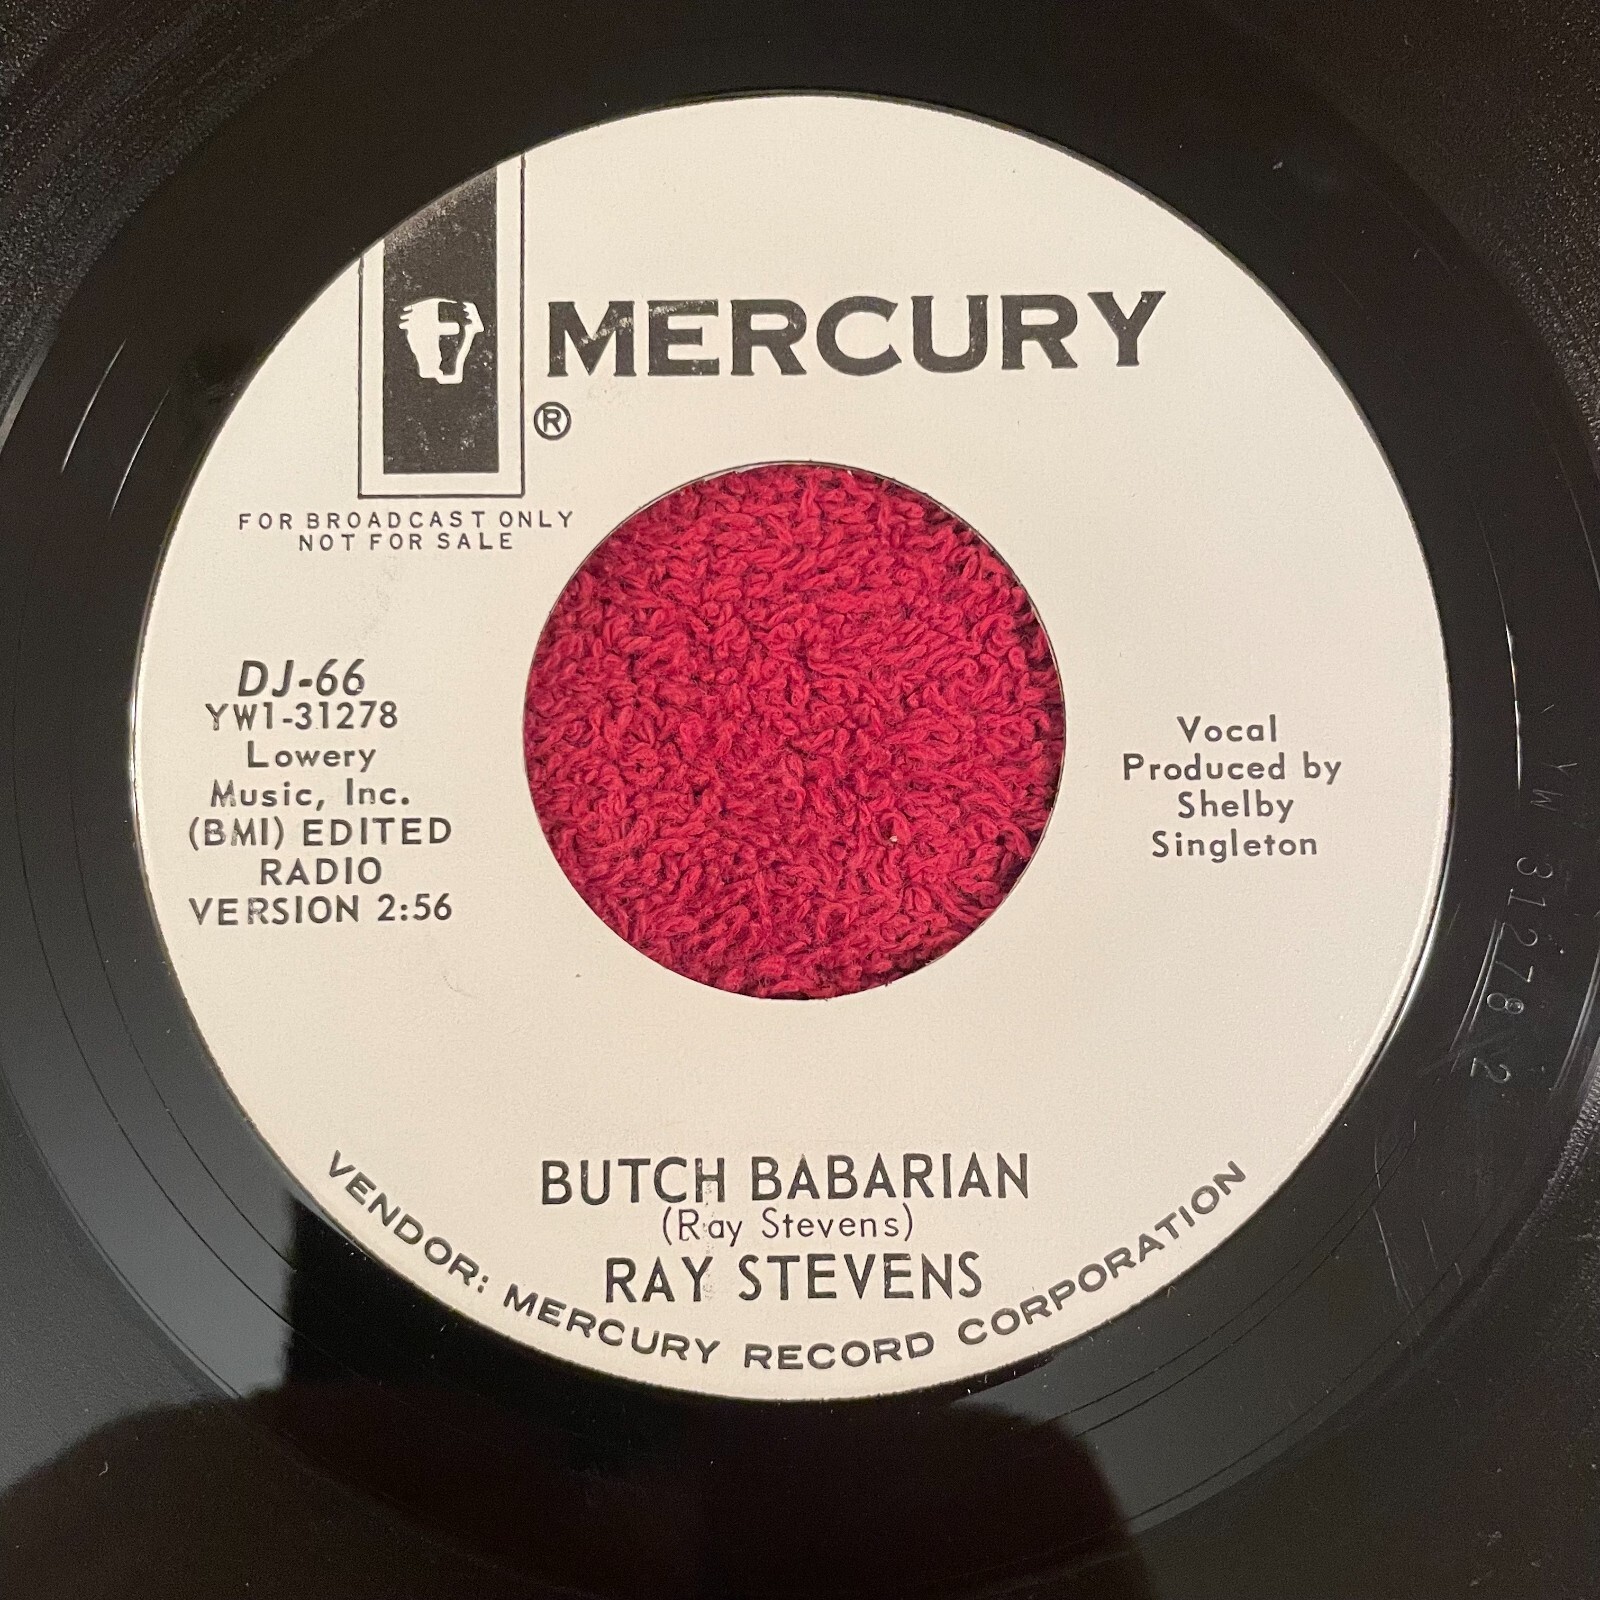 MERCURY
®
FOR BROADCAST ONLY
NOT FOR SALE
DJ-66
YW1-31278
Lowery
Music, Inc.
(BMI) EDITED
RADIO
VERSION 2:56
Vocal
Produced by
Shelby
Singleton
YW 31278 2
BUTCH BABARIAN
(Ray Stevens)
RAY STEVENS
VENDOR: MERCURY RECORD CORPORATION